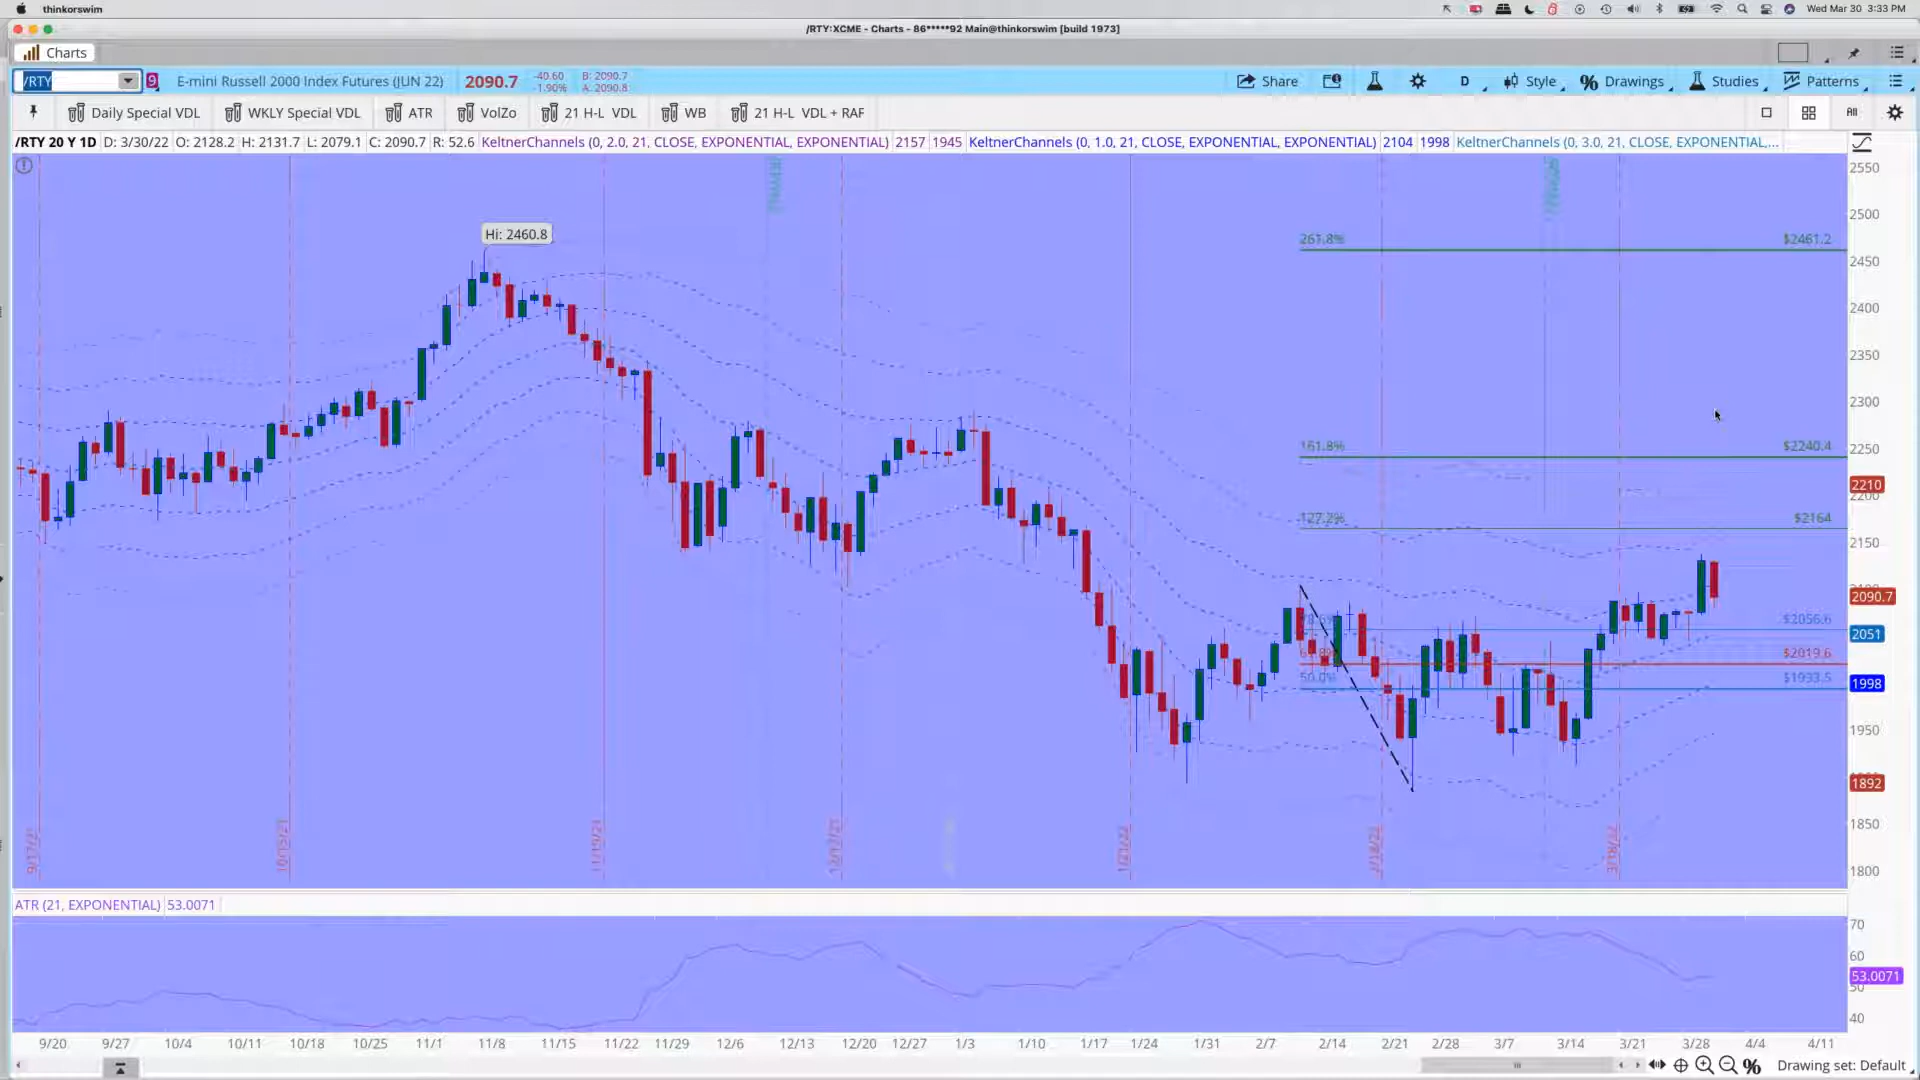 thinkorswim
Wed Mar 30 3:33 PM
/RTY:XCME - Charts - 86*****92 Main@thinkorswim [build 1973]
Charts
/RTY
9
E-mini Russell 2000 Index Futures (JUN 22)
2090.7
-40.60
-1.90%
B: 2090.7
A: 2090.8
Share
D
Style
Drawings
Studies
Patterns
Daily Special VDL
WKLY Special VDL
ATR
VolZo
21 H-L VDL
WB
21 H-L VDL + RAF
All
/RTY 20 Y 1D D: 3/30/22 O: 2128.2 H: 2131.7 L: 2079.1 C: 2090.7 R: 52.6 KeltnerChannels (0, 2.0, 21, CLOSE, EXPONENTIAL, EXPONENTIAL) 2157 1945 KeltnerChannels (0, 1.0, 21, CLOSE, EXPONENTIAL, EXPONENTIAL) 2104 1998 KeltnerChannels (0, 3.0, 21, CLOSE, EXPONENTIAL,...
2550
2500
Hi: 2460.8
261.8%
$2461.2
2450
2400
2350
2300
161.8%
$2240.4
2250
2210
2200
127.2%
$2164
2150
2090.7
$2056.6
2051
$2019.6
50.0%
1998
1950
1892
1850
1800
ATR (21, EXPONENTIAL) 53.0071
70
60
53.0071
50
40
9/20 9/27 10/4 10/11 10/18 10/25 11/1 11/8 11/15 11/22 11/29 12/6 12/13 12/20 12/27 1/3 1/10 1/17 1/24 1/31 2/7 2/14 2/21 2/28 3/7 3/14 3/21 3/28 4/4 4/11
Drawing set: Default